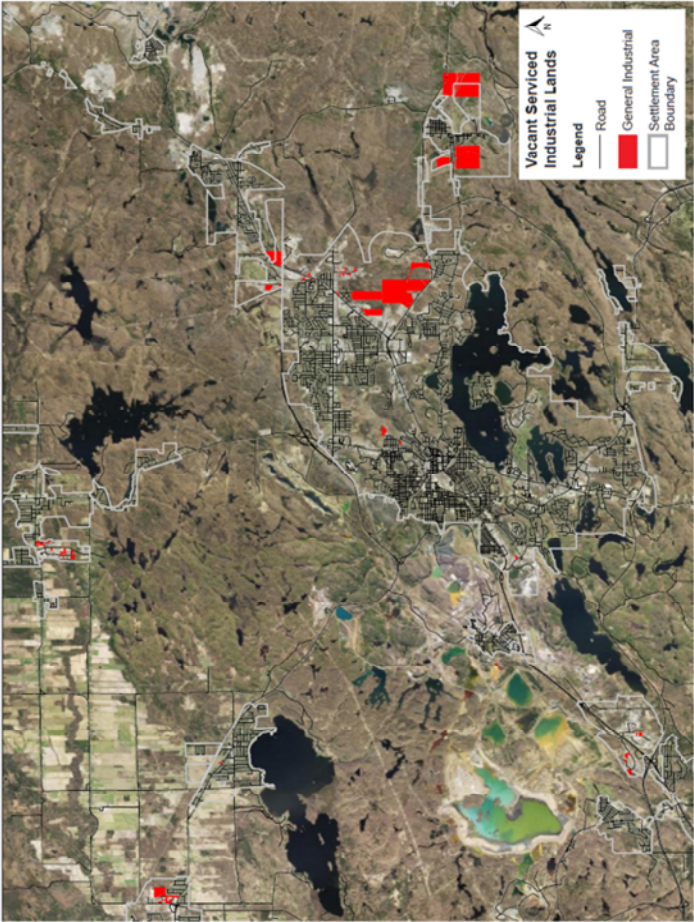 Vacant Serviced
Industrial Lands
N
Legend
Road
General Industrial
Settlement Area
Boundary